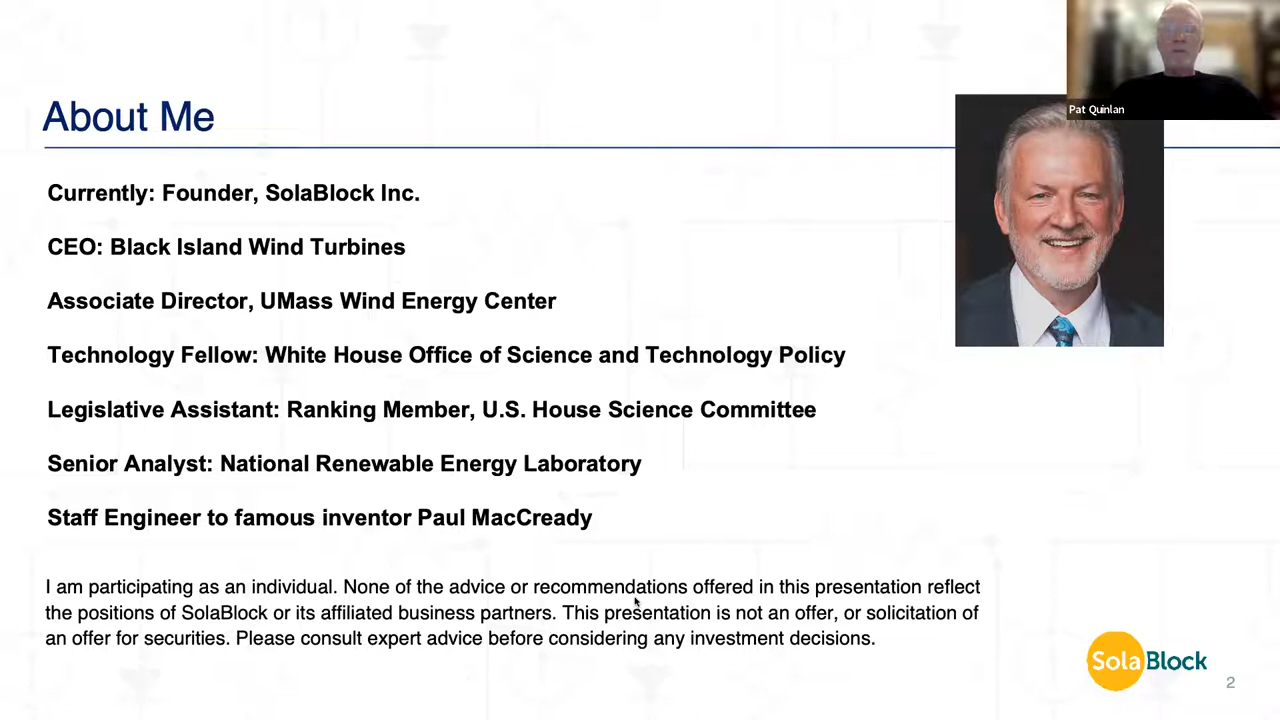 Pat Quinlan
About Me
Currently: Founder, SolaBlock Inc.
CEO: Black Island Wind Turbines
Associate Director, UMass Wind Energy Center
Technology Fellow: White House Office of Science and Technology Policy
Legislative Assistant: Ranking Member, U.S. House Science Committee
Senior Analyst: National Renewable Energy Laboratory
Staff Engineer to famous inventor Paul MacCready
I am participating as an individual. None of the advice or recommendations offered in this presentation reflect
the positions of SolaBlock or its affiliated business partners. This presentation is not an offer, or solicitation of
an offer for securities. Please consult expert advice before considering any investment decisions.
SolaBlock
2